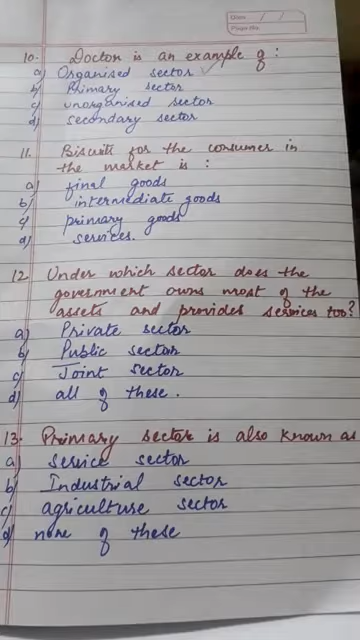 Date / /
Page No.
10. Doctor is an example of :
a) Organised sector ✓
b) Primary sector
c) unorganised sector
d) secondary sector
11. Biscuits for the consumer in
the market is :
a) final goods
b) intermediate goods
c) primary goods
d) services.
12. Under which sector does the
government owns most of the
assets and provides services too?
a) Private sector
b) Public sector
c) Joint sector
d) all of these.
13. Primary sector is also known as
a) service sector
b) Industrial sector
c) agriculture sector
d) none of these